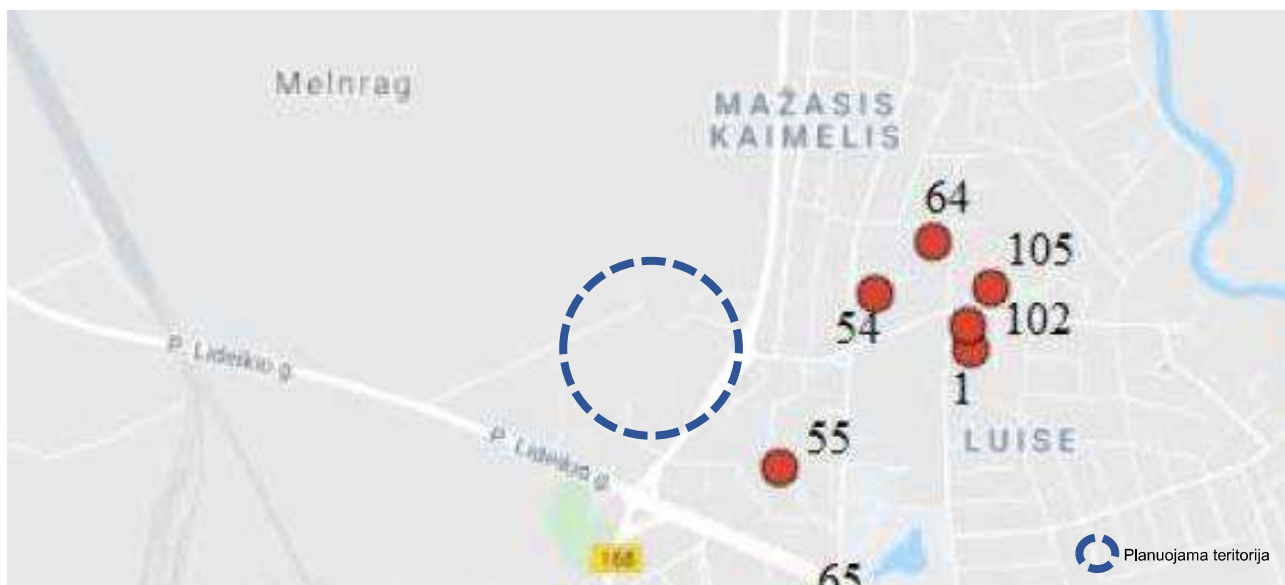 Melnrag
MAŽASIS
KAIMELIS
64
105
54
102
P. Lideikio g.
1
P. Lideikio g.
55
LUISE
168
65
Planuojama teritorija